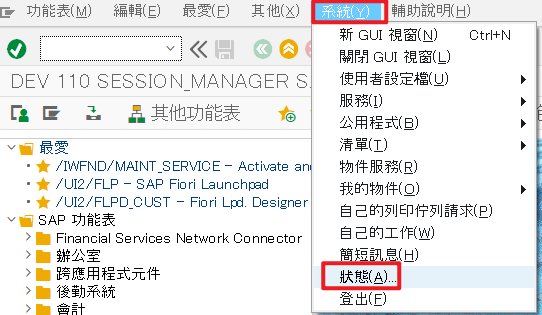 功能表(M) 編輯(E) 最愛(F) 其他(X) 系統(Y) 輔助說明(H)
新 GUI 視窗(N) Ctrl+N
關閉 GUI 視窗(L)
使用者設定檔(U)
服務(I)
公用程式(B)
清單(T)
物件服務(R)
我的物件(O)
自己的列印佇列請求(P)
自己的工作(W)
簡短訊息(H)
狀態(A)...
登出(F)
DEV 110 SESSION_MANAGER S
其他功能表
最愛
/IWFND/MAINT_SERVICE - Activate and
/UI2/FLP - SAP Fiori Launchpad
/UI2/FLPD_CUST - Fiori Lpd. Designer
SAP 功能表
Financial Services Network Connector
辦公室
跨應用程式元件
後勤系統
會計